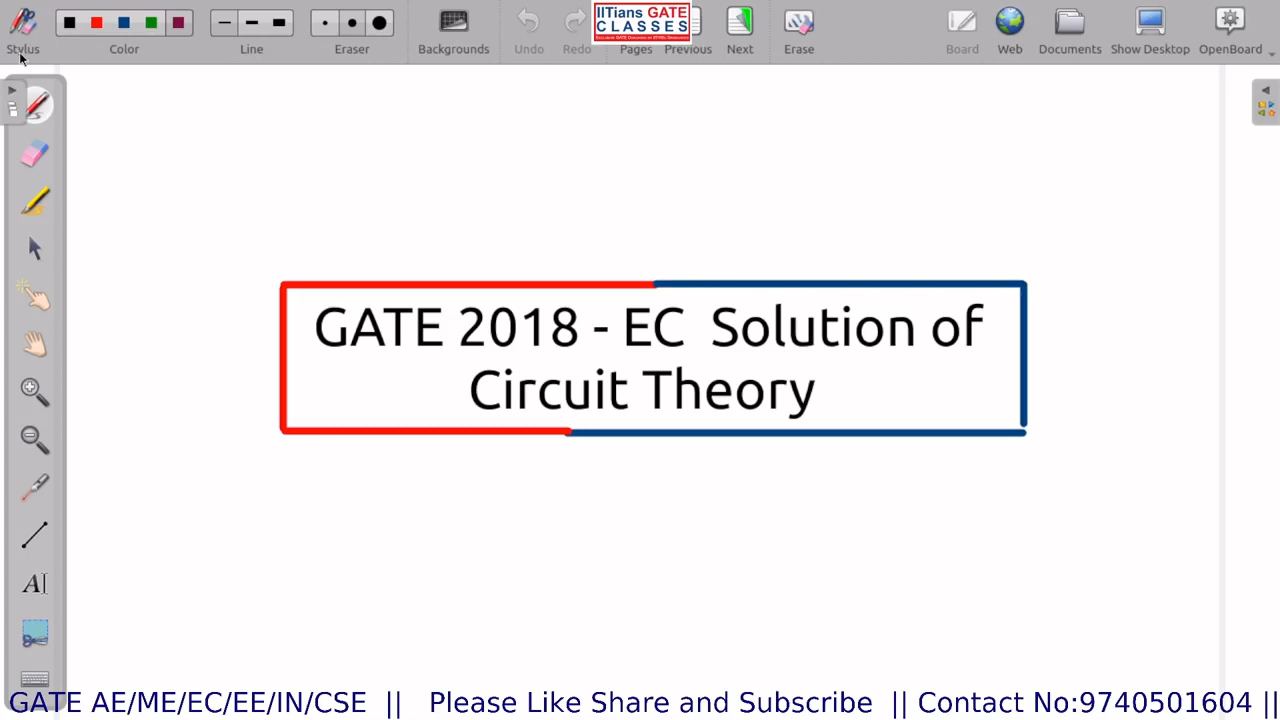 IITians GATE
CLASSES
Stylus
Color
Line
Eraser
Backgrounds
Undo
Redo
Pages
Previous
Next
Erase
Board
Web
Documents
Show Desktop
OpenBoard
GATE 2018 - EC Solution of
Circuit Theory
AI
GATE AE/ME/EC/EE/IN/CSE || Please Like Share and Subscribe || Contact No:9740501604 ||